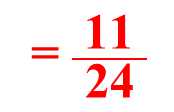 = 11/24